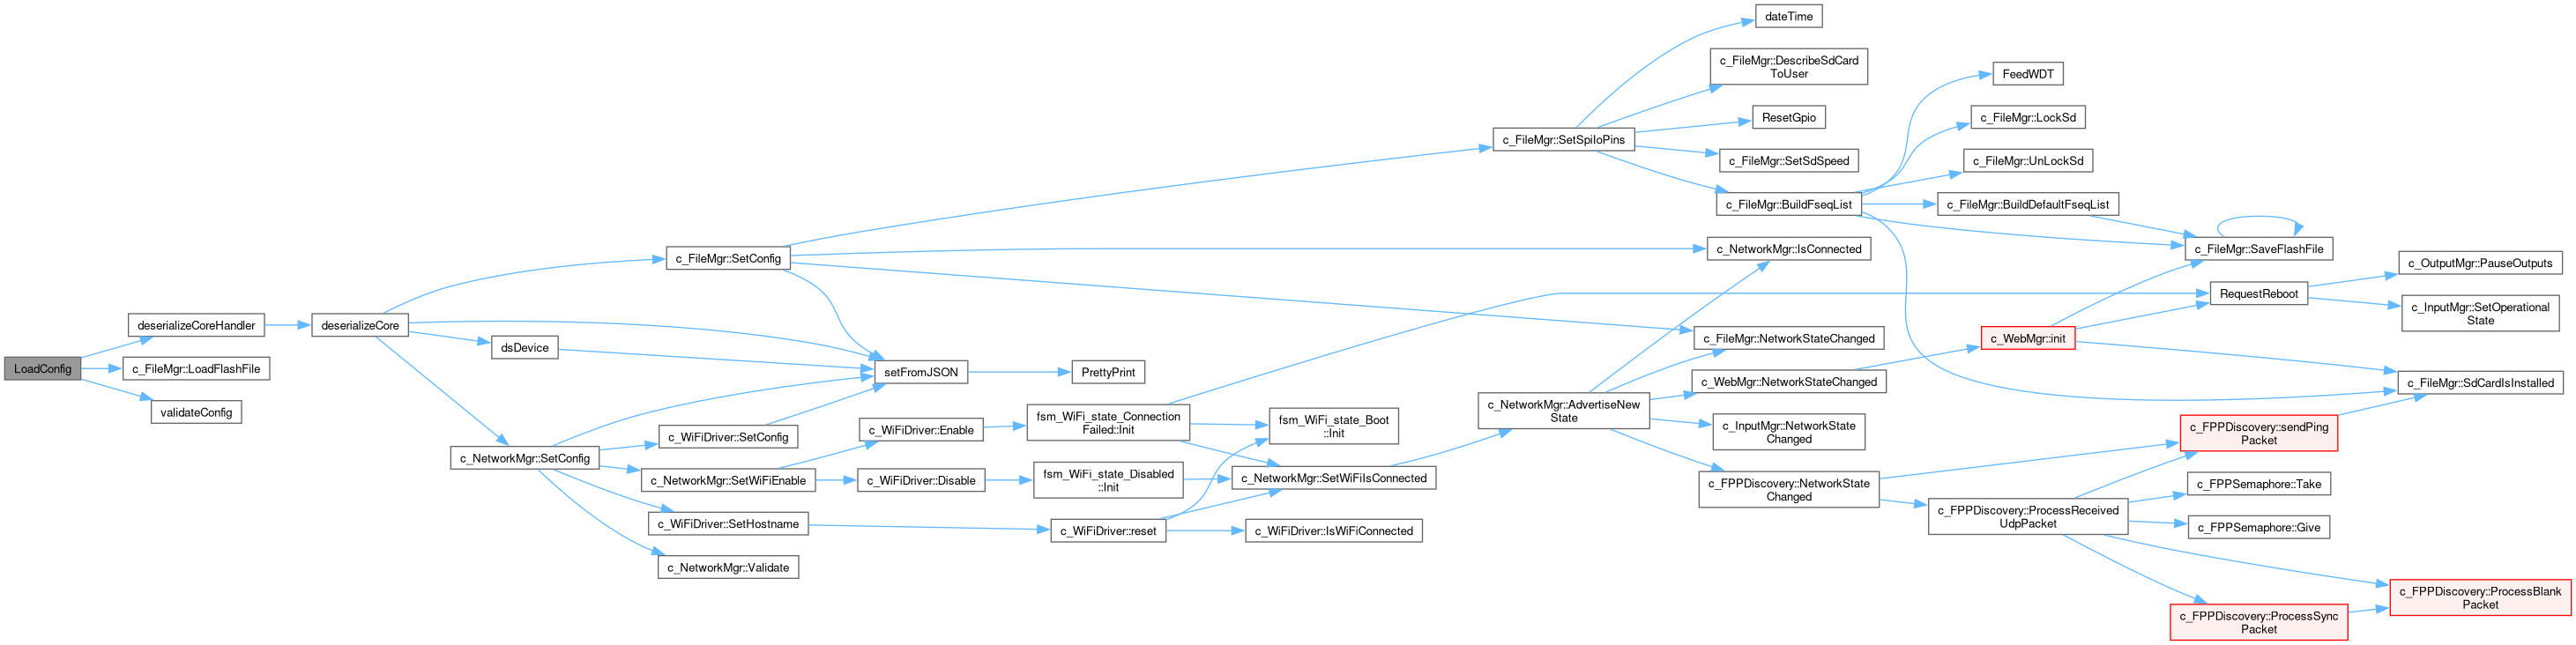 LoadConfig
deserializeCoreHandler
c_FileMgr::LoadFlashFile
validateConfig
deserializeCore
c_FileMgr::SetConfig
dsDevice
c_NetworkMgr::SetConfig
setFromJSON
PrettyPrint
c_WiFiDriver::SetConfig
c_NetworkMgr::SetWiFiEnable
c_WiFiDriver::SetHostname
c_NetworkMgr::Validate
c_WiFiDriver::Enable
c_WiFiDriver::Disable
fsm_WiFi_state_Connection
Failed::Init
fsm_WiFi_state_Disabled
::Init
c_WiFiDriver::reset
fsm_WiFi_state_Boot
::Init
c_NetworkMgr::SetWiFiIsConnected
c_WiFiDriver::IsWiFiConnected
c_FileMgr::SetSpiIoPins
c_NetworkMgr::AdvertiseNew
State
dateTime
c_FileMgr::DescribeSdCard
ToUser
ResetGpio
c_FileMgr::SetSdSpeed
c_FileMgr::BuildFseqList
c_NetworkMgr::IsConnected
c_FileMgr::NetworkStateChanged
c_WebMgr::NetworkStateChanged
c_InputMgr::NetworkState
Changed
c_FPPDiscovery::NetworkState
Changed
FeedWDT
c_FileMgr::LockSd
c_FileMgr::UnLockSd
c_FileMgr::BuildDefaultFseqList
c_WebMgr::init
c_FPPDiscovery::ProcessReceived
UdpPacket
c_FileMgr::SaveFlashFile
RequestReboot
c_FPPDiscovery::sendPing
Packet
c_FPPSemaphore::Take
c_FPPSemaphore::Give
c_FPPDiscovery::ProcessSync
Packet
c_OutputMgr::PauseOutputs
c_InputMgr::SetOperational
State
c_FileMgr::SdCardIsInstalled
c_FPPDiscovery::ProcessBlank
Packet